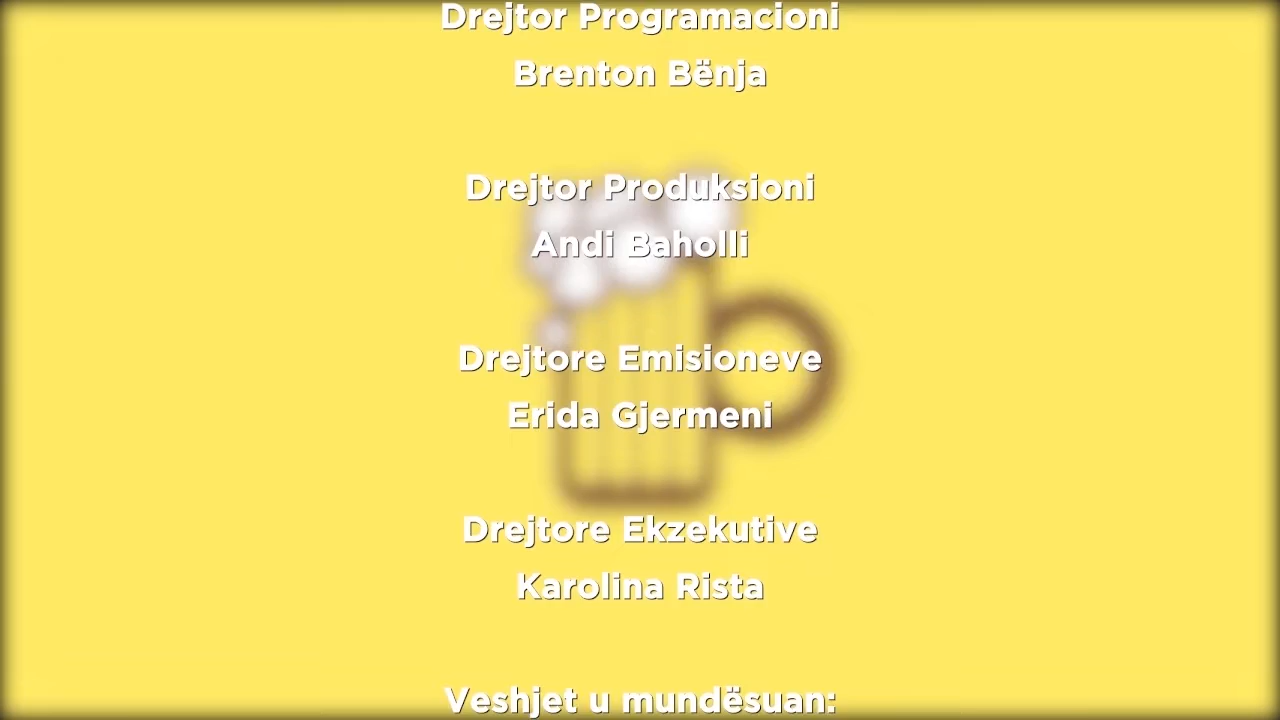 Drejtor Programacioni
Brenton Bënja
Drejtor Produksioni
Andi Baholli
Drejtore Emisioneve
Erida Gjermeni
Drejtore Ekzekutive
Karolina Rista
Veshjet u mundësuan: